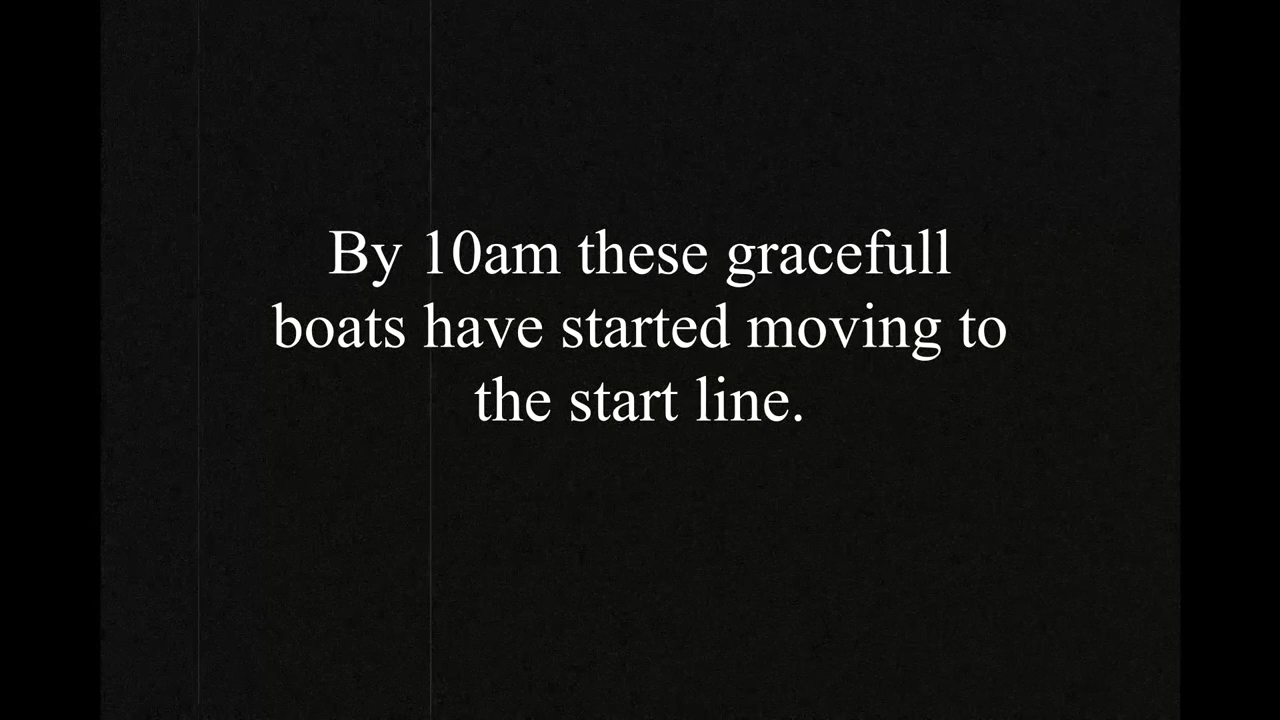 By 10am these gracefull
boats have started moving to
the start line.